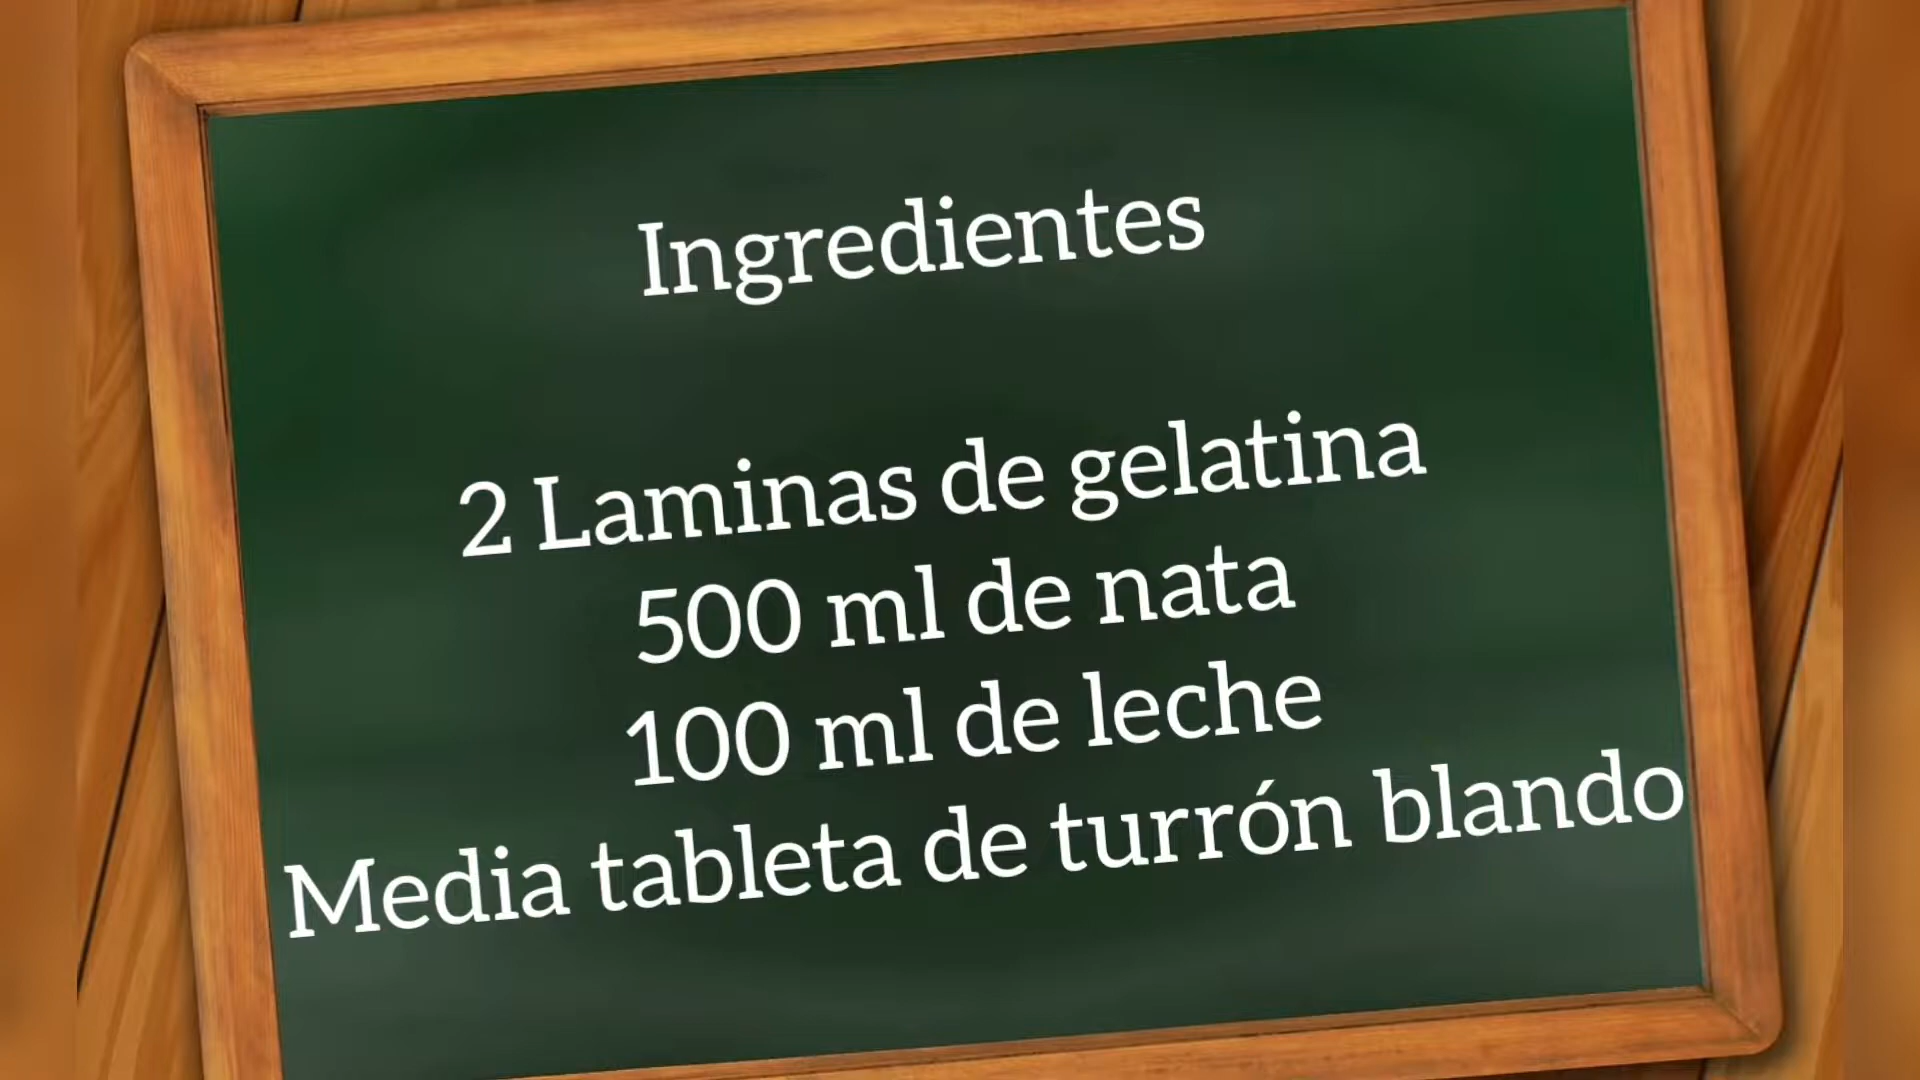 Ingredientes
2 Laminas de gelatina
500 ml de nata
100 ml de leche
Media tableta de turrón blando